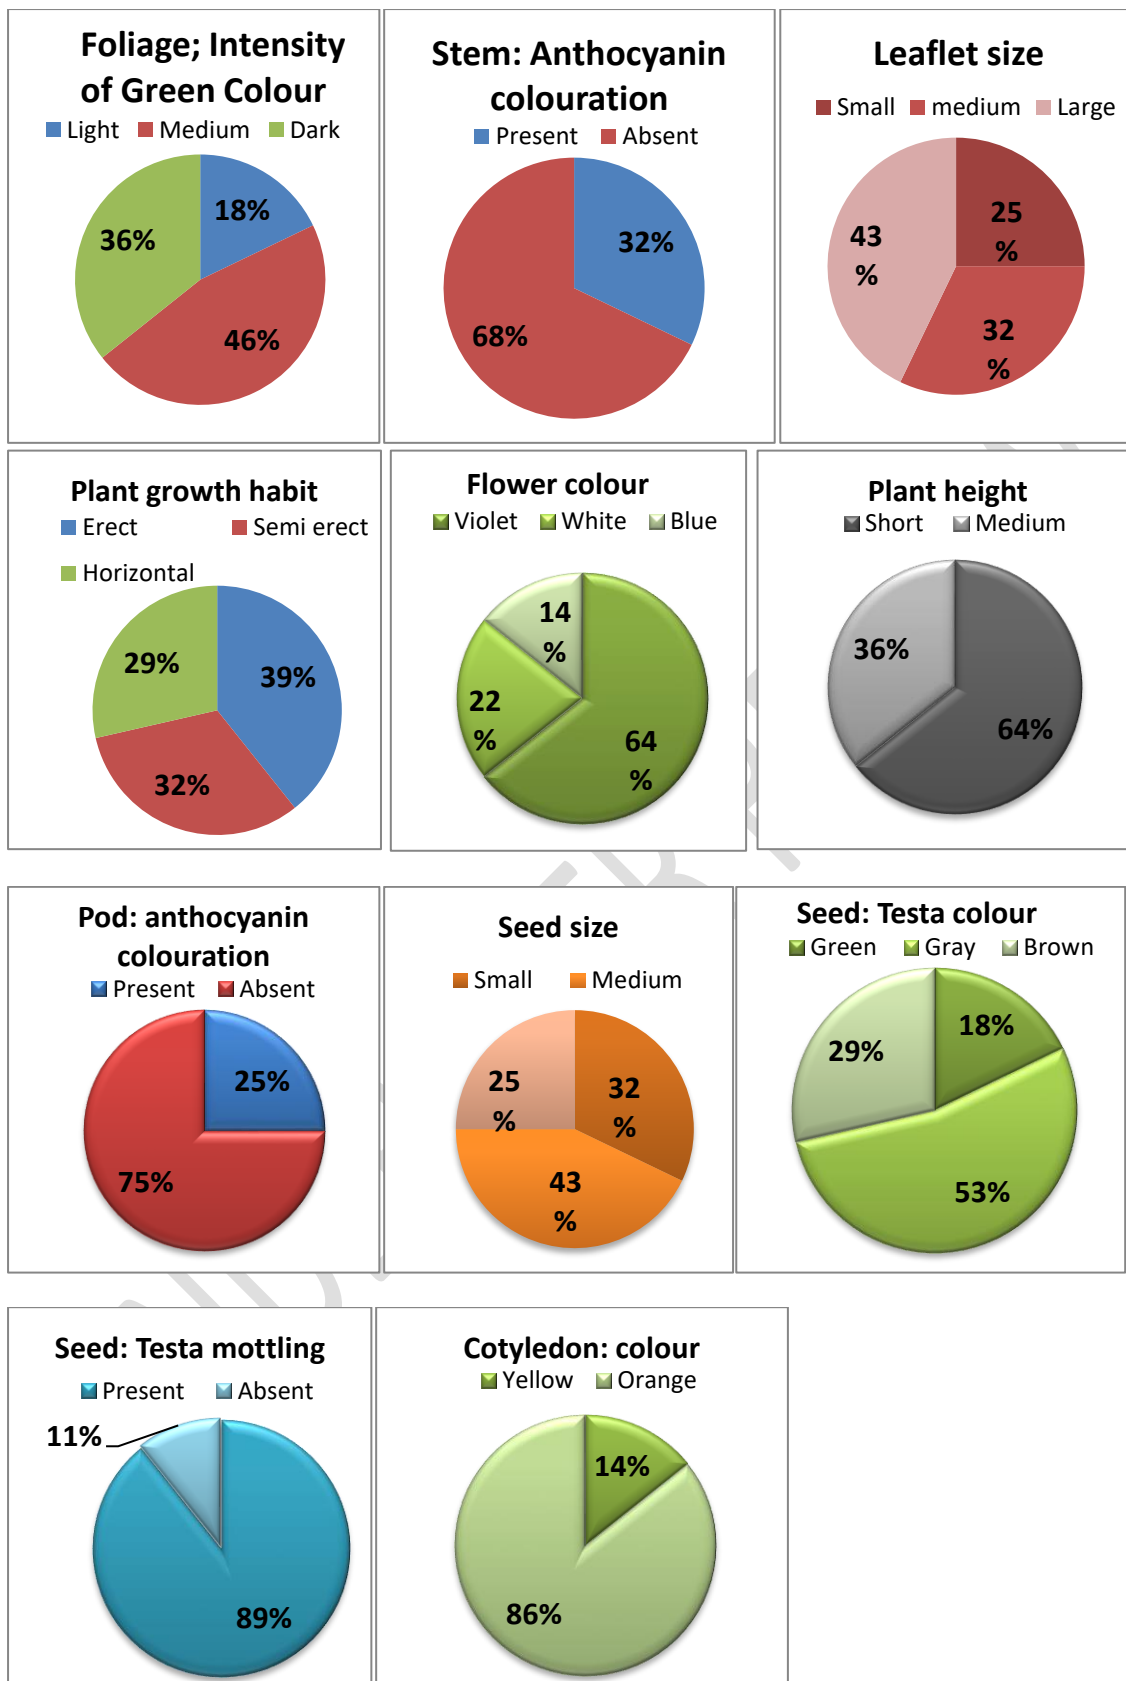 Foliage; Intensity
of Green Colour
Light Medium Dark
18%
36%
46%
Stem: Anthocyanin
colouration
Present Absent
32%
68%
Leaflet size
Small medium Large
25
%
43
%
32
%
Plant growth habit
Erect Semi erect
Horizontal
29%
39%
32%
Flower colour
Violet White Blue
14
%
22
%
64
%
Plant height
Short Medium
36%
64%
Pod: anthocyanin
colouration
Present Absent
25%
75%
Seed size
Small Medium
25
%
32
%
43
%
Seed: Testa colour
Green Gray Brown
18%
29%
53%
Seed: Testa mottling
Present Absent
11%
89%
Cotyledon: colour
Yellow Orange
14%
86%